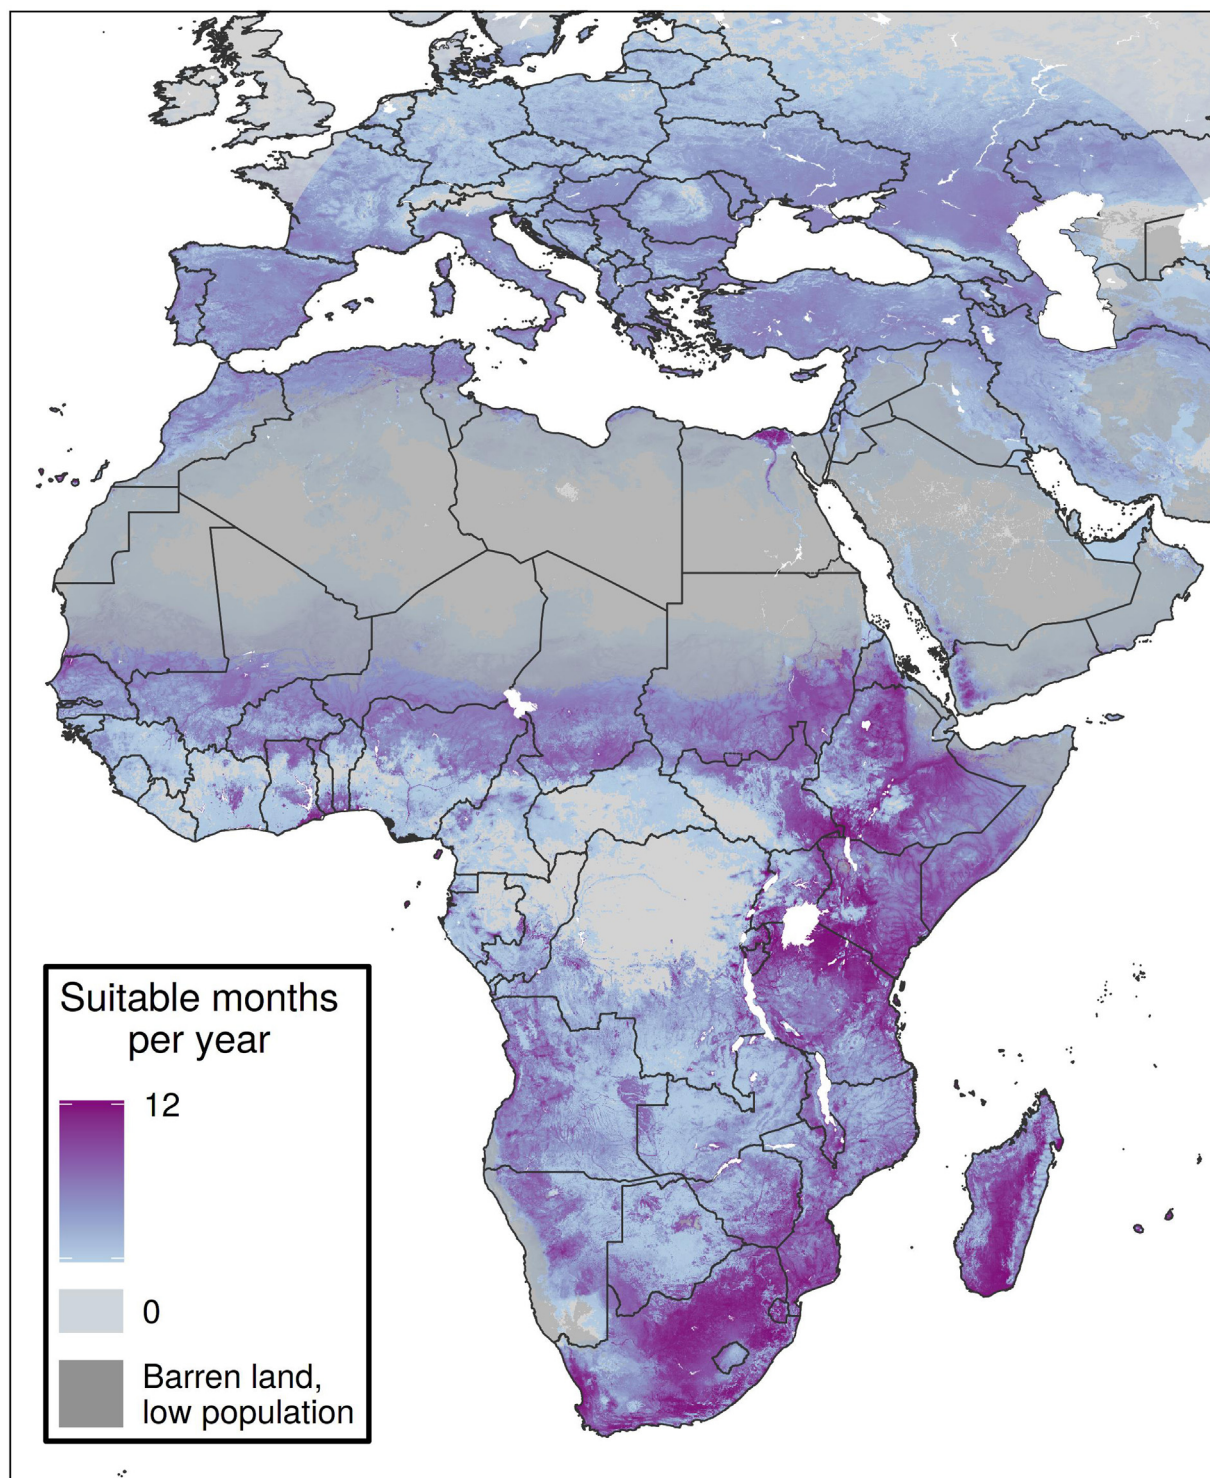 Suitable months
per year
12
0
Barren land,
low population